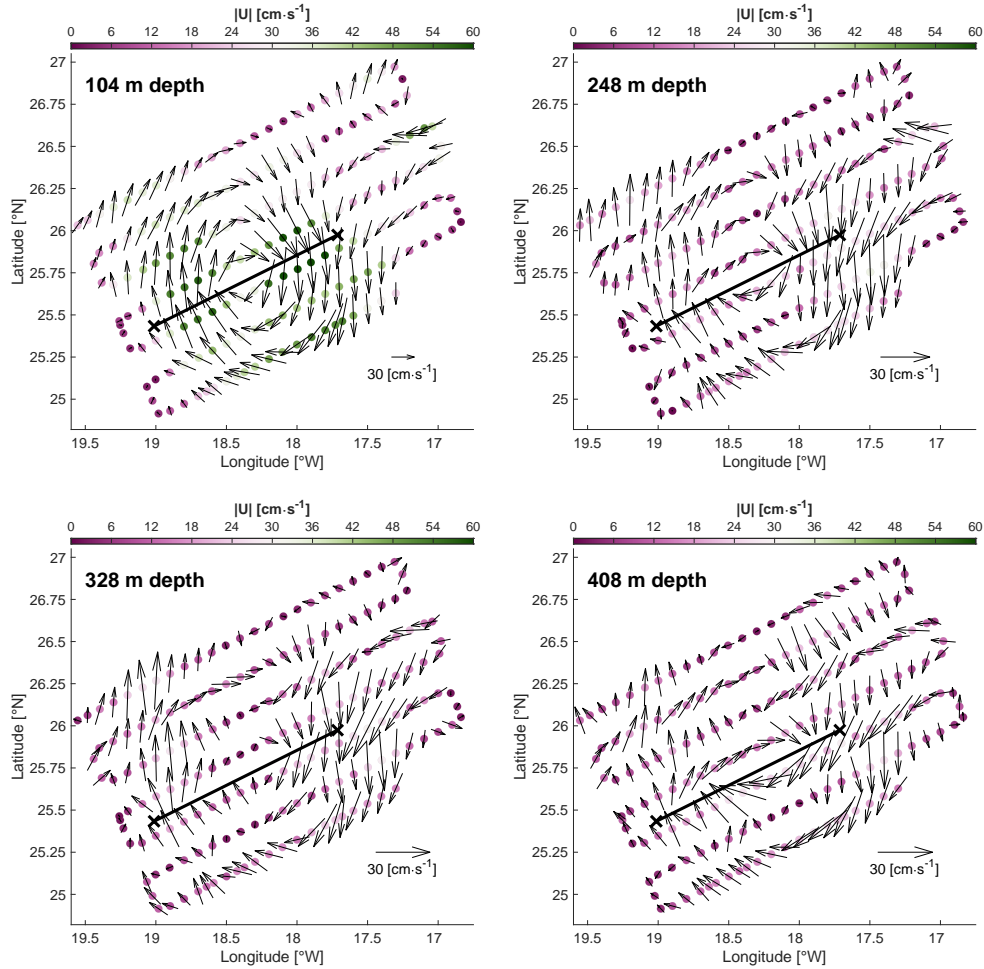 |U| [cm·s⁻¹]
0 12 24 36 48 60
104 m depth
Latitude [°N]
27
26.75
26.5
26.25
26
25.75
25.5
25.25
25
30 [cm·s⁻¹]
19.5 19 18.5 18 17.5 17
Longitude [°W]
|U| [cm·s⁻¹]
0 6 12 18 24 30 36 42 48 54 60
248 m depth
Latitude [°N]
27
26.75
26.5
26.25
26
25.75
25.5
25.25
25
30 [cm·s⁻¹]
19.5 19 18.5 18 17.5 17
Longitude [°W]
|U| [cm·s⁻¹]
0 6 12 18 24 30 36 42 48 54 60
328 m depth
Latitude [°N]
27
26.75
26.5
26.25
26
25.75
25.5
25.25
25
30 [cm·s⁻¹]
19.5 19 18.5 18 17.5 17
Longitude [°W]
|U| [cm·s⁻¹]
0 6 12 18 24 30 36 42 48 54 60
408 m depth
Latitude [°N]
27
26.75
26.5
26.25
26
25.75
25.5
25.25
25
30 [cm·s⁻¹]
19.5 19 18.5 18 17.5 17
Longitude [°W]